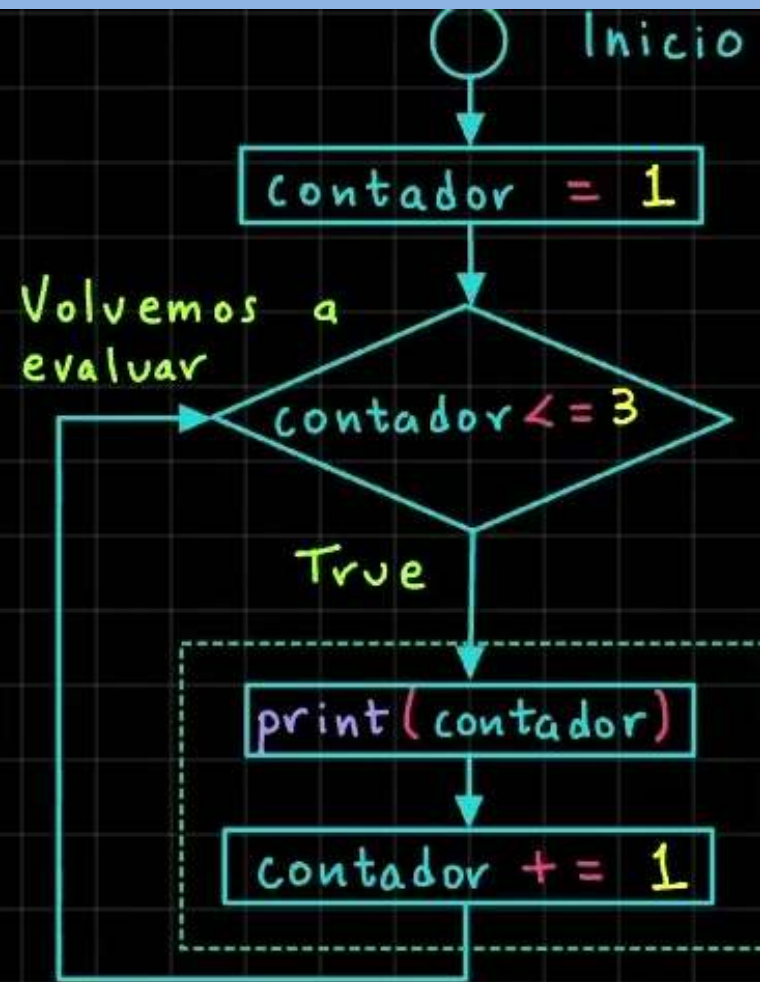 Inicio
contador = 1
Volvemos a
evaluar
contador <= 3
True
print(contador)
contador += 1